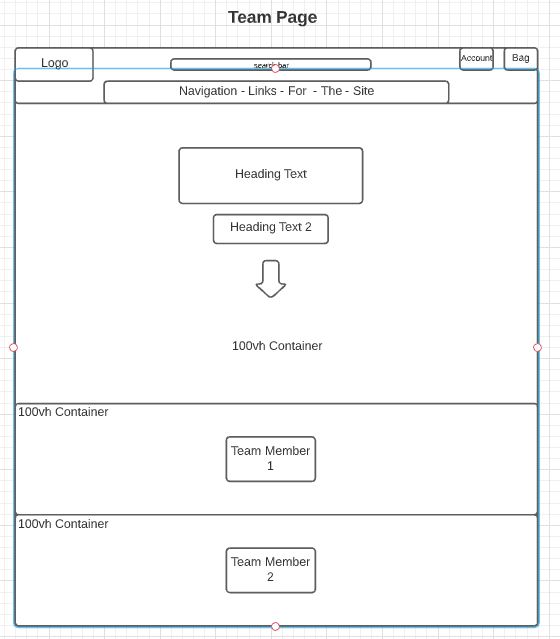 Team Page
Logo
search bar
Account
Bag
Navigation - Links - For - The - Site
Heading Text
Heading Text 2
100vh Container
100vh Container
Team Member
1
100vh Container
Team Member
2